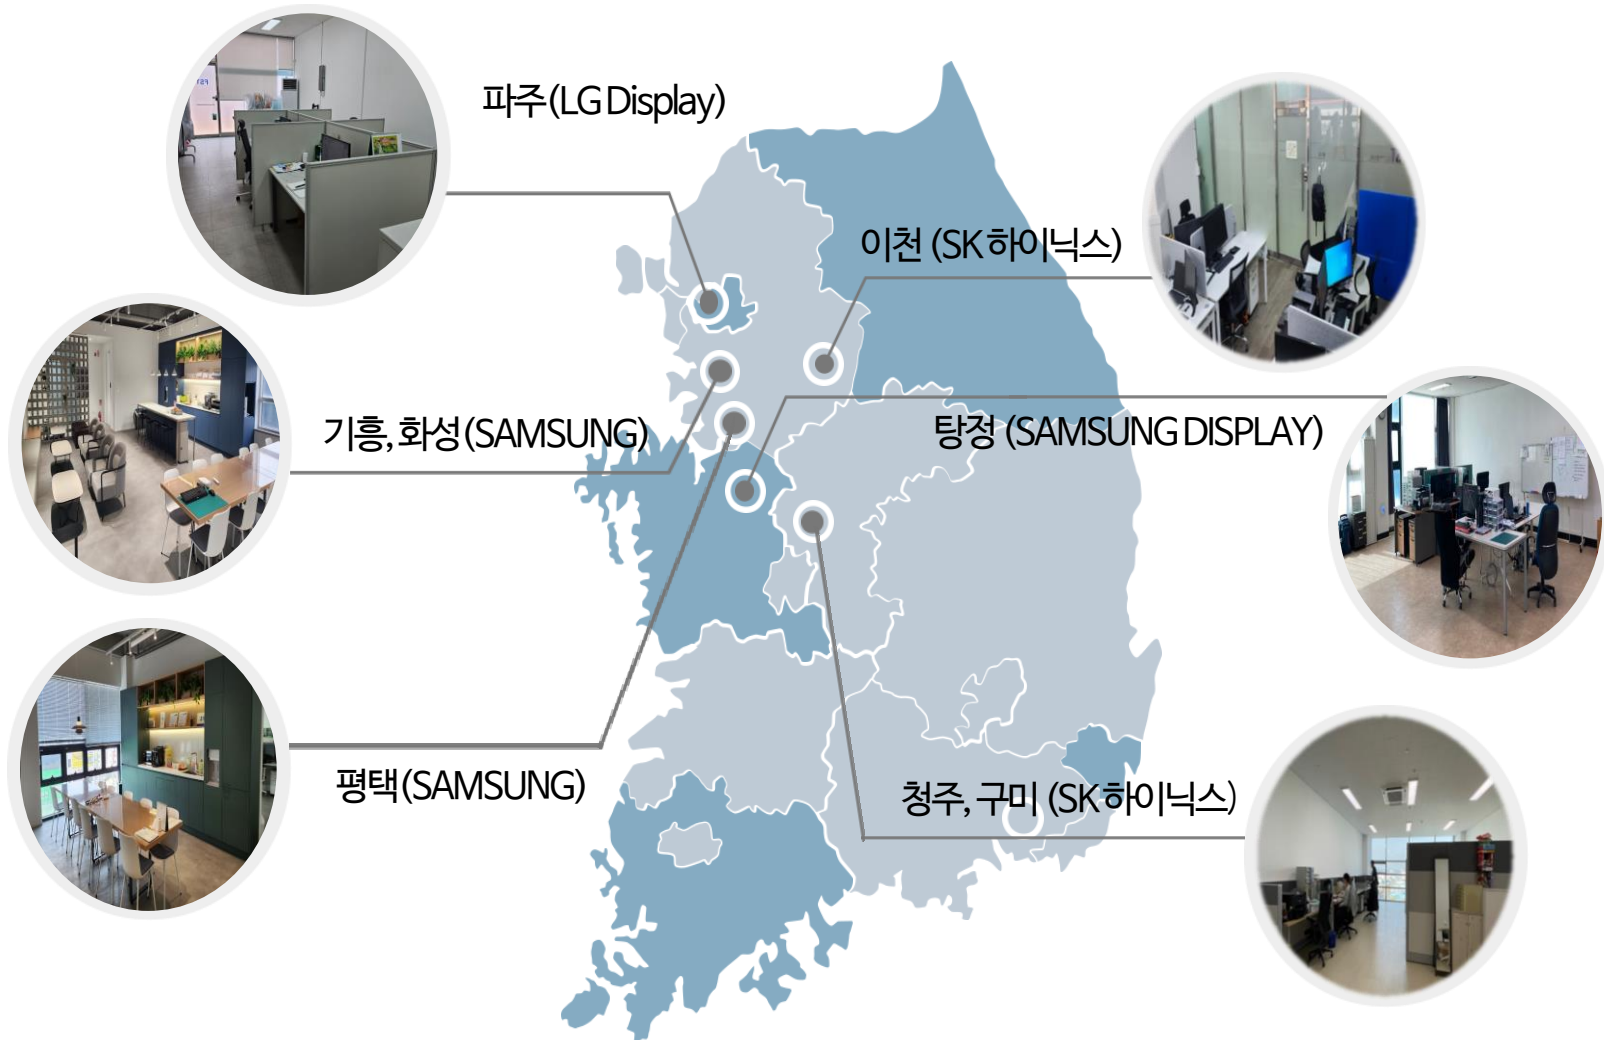 파주(LG Display)
이천 (SK하이닉스)
기흥, 화성(SAMSUNG)
탕정 (SAMSUNG DISPLAY)
평택(SAMSUNG)
청주, 구미 (SK하이닉스)